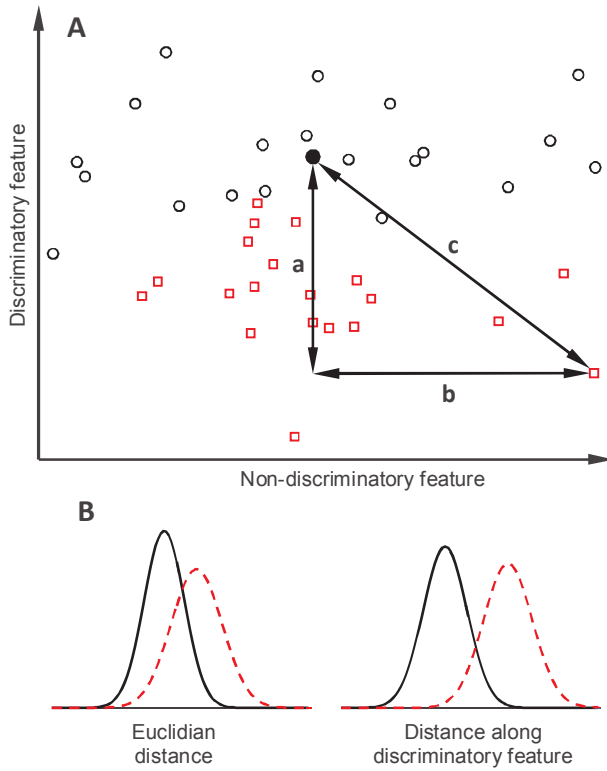 A
Discriminatory feature
a
c
b
Non-discriminatory feature
B
Euclidian
distance
Distance along
discriminatory feature